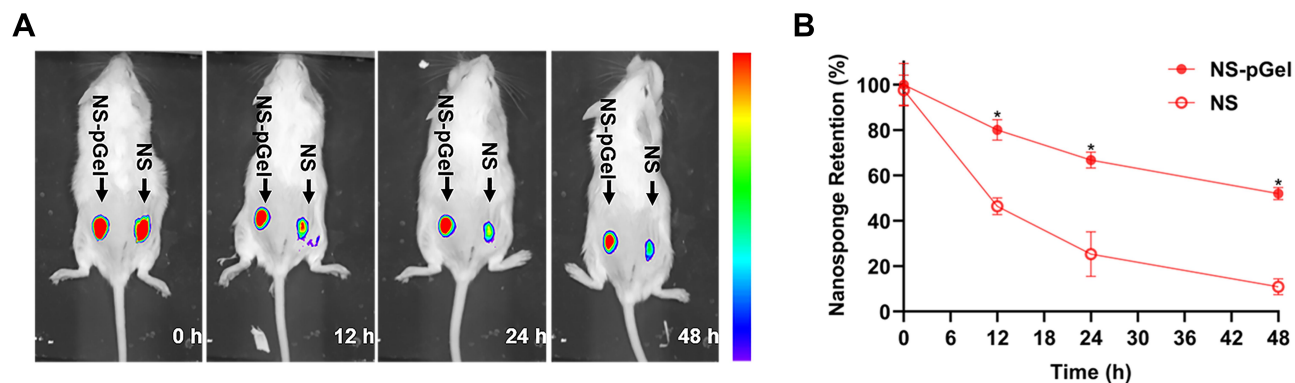 A
NS-pGel
NS
0 h
NS-pGel
NS
12 h
NS-pGel
NS
24 h
NS-pGel
NS
48 h
B
Nanosponge Retention (%)
100
80
60
40
20
0
*
*
*
NS-pGel
NS
0 6 12 18 24 30 36 42 48
Time (h)